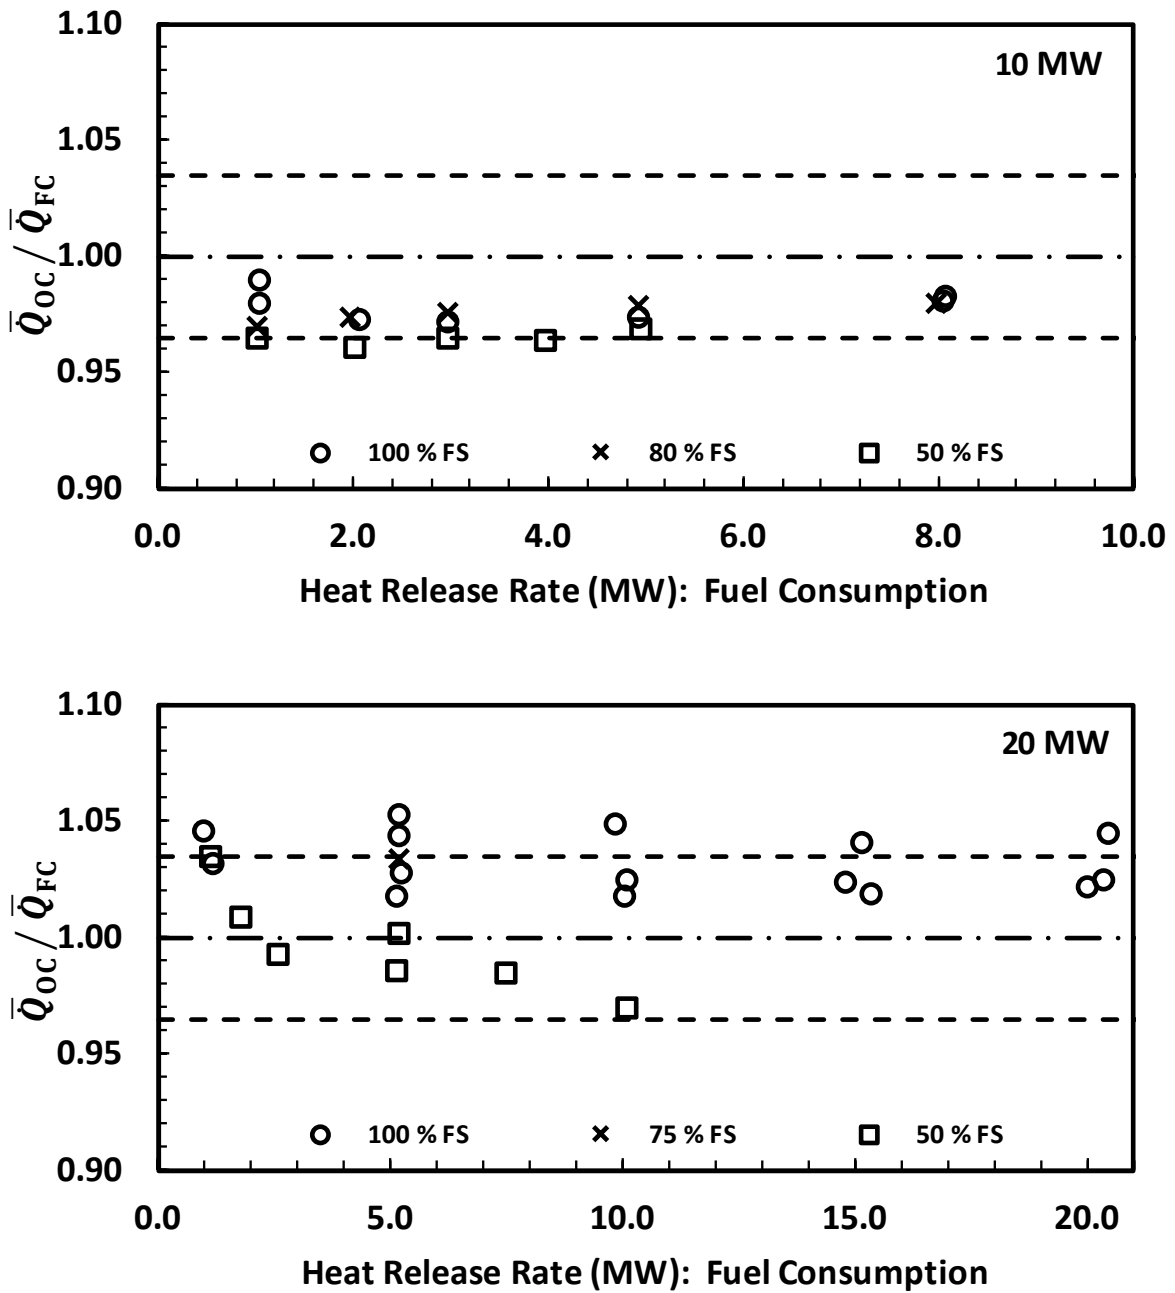 1.10
10 MW
1.05
1.00
0.95
0.90
Q̇̅OC / Q̇̅FC
100 % FS 80 % FS 50 % FS
0.0 2.0 4.0 6.0 8.0 10.0
Heat Release Rate (MW): Fuel Consumption
1.10
20 MW
1.05
1.00
0.95
0.90
Q̇̅OC / Q̇̅FC
100 % FS 75 % FS 50 % FS
0.0 5.0 10.0 15.0 20.0
Heat Release Rate (MW): Fuel Consumption